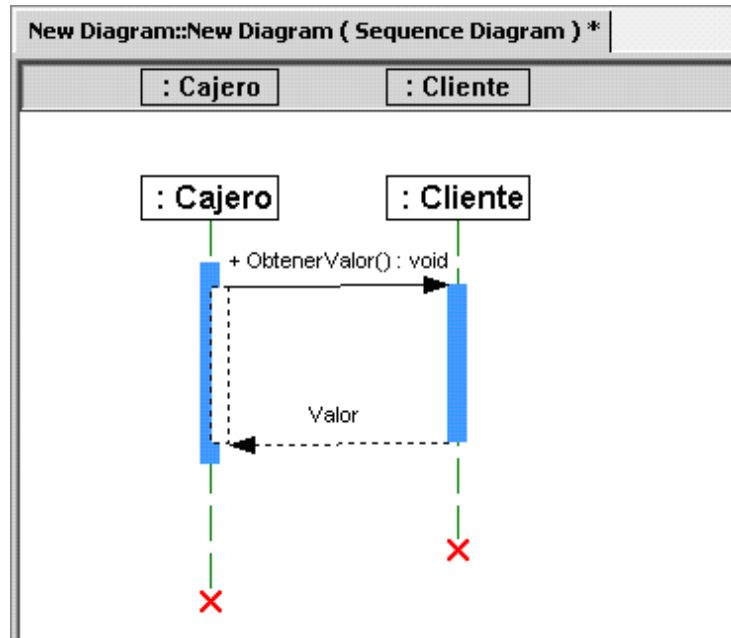 New Diagram::New Diagram ( Sequence Diagram ) *
: Cajero
: Cliente
: Cajero
: Cliente
+ ObtenerValor() : void
Valor